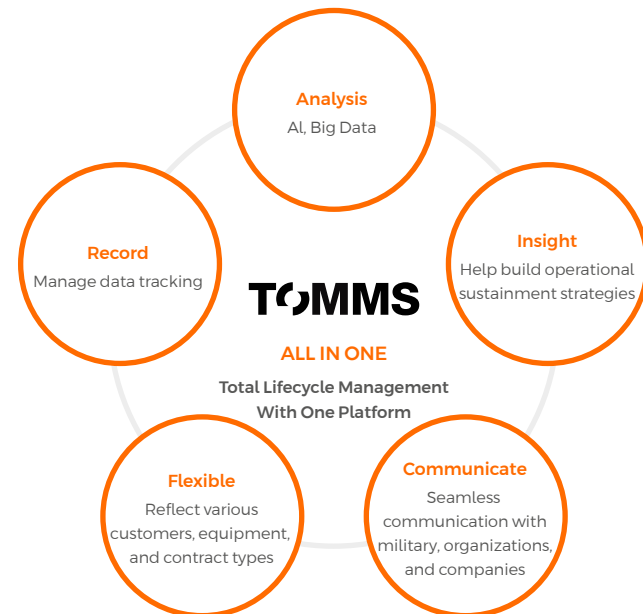 Analysis
AI, Big Data
Record
Manage data tracking
Insight
Help build operational
sustainment strategies
TOMMS
ALL IN ONE
Total Lifecycle Management
With One Platform
Flexible
Reflect various
customers, equipment,
and contract types
Communicate
Seamless
communication with
military, organizations,
and companies